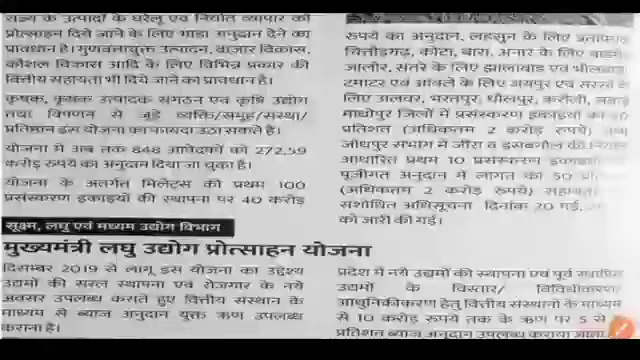 राज्य के उत्पादों के घरेलू एवं निर्यात व्यापार को
प्रोत्साहन दिये जाने के लिए भाड़ा अनुदान देने का
प्रावधान है। गुणवत्तायुक्त उत्पादन, बाजार विकास,
कौशल विकास आदि के लिए विभिन्न प्रकार की
वित्तीय सहायता भी दिये जाने का प्रावधान है।
कृषक, कृषक उत्पादक संगठन एवं कृषि उद्योग
तथा विपणन से जुड़े व्यक्ति/समूह/संस्था/
प्रतिष्ठान इस योजना का फायदा उठा सकते है।
योजना में अब तक 848 आवेदकों को 272.59
करोड़ रुपये का अनुदान दिया जा चुका है।
योजना के अंतर्गत मिलेट्स की प्रथम 100
प्रसंस्करण इकाइयों की स्थापना पर 40 करोड़
रुपये का अनुदान, लहसुन के लिए प्रतापगढ़
चित्तौड़गढ़, कोटा, बारां, अनार के लिए
जालौर, संतरे के लिए झालावाड़ एवं भीलवाड़ा
टमाटर एवं आंवले के लिए जयपुर एवं सरसों के
लिए अलवर, भरतपुर, धौलपुर, करौली, सवाई
माधोपुर जिलों में प्रसंस्करण इकाइयों को
प्रतिशत (अधिकतम 2 करोड़ रुपये)
जोधपुर संभाग में जीरा व इसबगोल की निर्यात
आधारित प्रथम 10 प्रसंस्करण
पूंजीगत अनुदान में लागत का 50
(अधिकतम 2 करोड़ रुपये)
संशोधित अधिसूचना दिनांक 20 मई,
को जारी की गई।
सूक्ष्म, लघु एवं मध्यम उद्योग विभाग
मुख्यमंत्री लघु उद्योग प्रोत्साहन योजना
दिसम्बर 2019 से लागू इस योजना का उद्देश्य
उद्यमों की सरल स्थापना एवं रोजगार के नये
अवसर उपलब्ध कराते हुए वित्तीय संस्थान के
माध्यम से ब्याज अनुदान युक्त ऋण उपलब्ध
कराना है।
प्रदेश में नये उद्यमों की स्थापना एवं पूर्व स्थापित
उद्यमों के विस्तार/ विविधीकरण/
आधुनिकीकरण हेतु वित्तीय संस्थानों के माध्यम
से 10 करोड़ रुपये तक के ऋण पर 5 से
प्रतिशत ब्याज अनुदान उपलब्ध कराया जाता